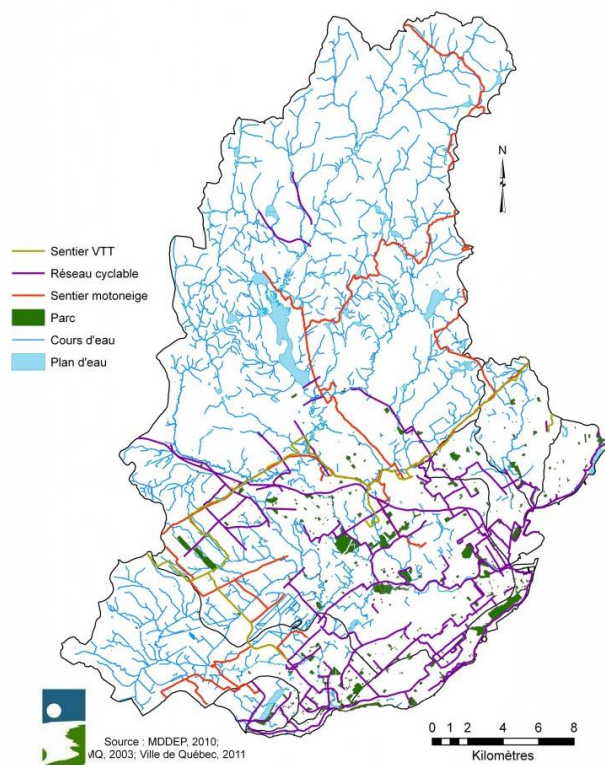 N
Sentier VTT
Réseau cyclable
Sentier motoneige
Parc
Cours d'eau
Plan d'eau
Source : MDDEP, 2010;
MQ, 2003; Ville de Québec, 2011
0 1 2 4 6 8
Kilomètres